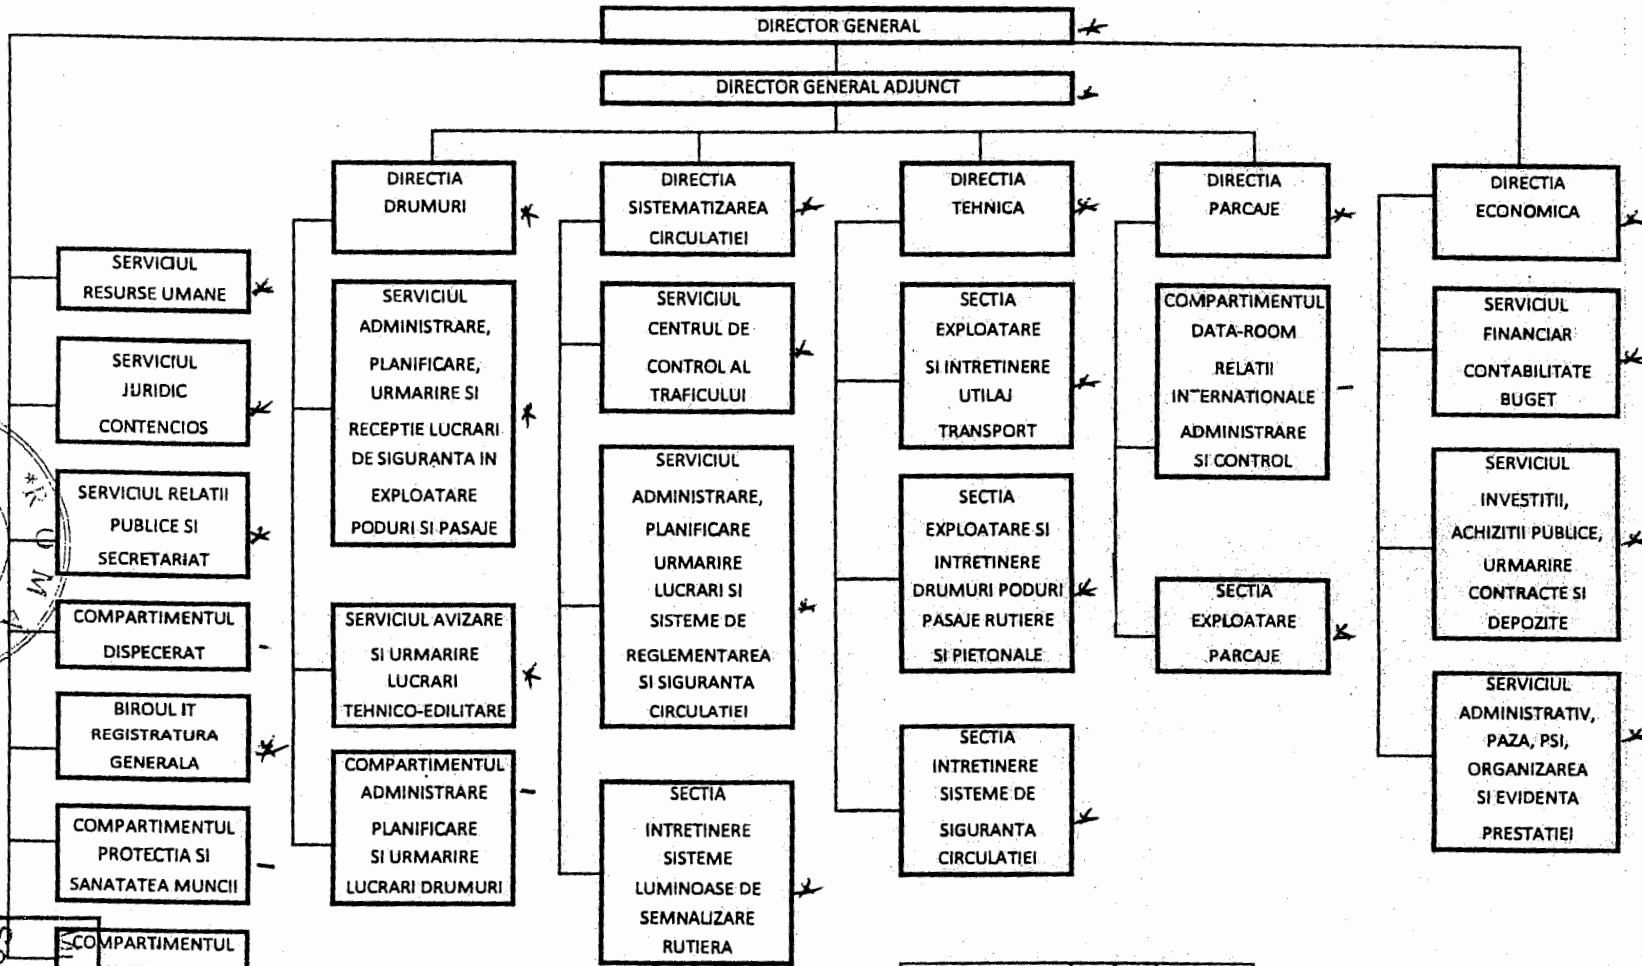 DIRECTOR GENERAL
DIRECTOR GENERAL ADJUNCT
DIRECTIA
DRUMURI
DIRECTIA
SISTEMATIZAREA
CIRCULATIEI
DIRECTIA
TEHNICA
DIRECTIA
PARCAJE
DIRECTIA
ECONOMICA
SERVICIUL
RESURSE UMANE
SERVICIUL
JURIDIC
CONTENCIOS
SERVICIUL RELATII
PUBLICE SI
SECRETARIAT
COMPARTIMENTUL
DISPECERAT
BIROUL IT
REGISTRATURA
GENERALA
COMPARTIMENTUL
PROTECTIA SI
SANATATEA MUNCII
COMPARTIMENTUL
SERVICIUL
ADMINISTRARE,
PLANIFICARE,
URMARIRE SI
RECEPTIE LUCRARI
DE SIGURANTA IN
EXPLOATARE
PODURI SI PASAJE
SERVICIUL AVIZARE
SI URMARIRE
LUCRARI
TEHNICO-EDILITARE
COMPARTIMENTUL
ADMINISTRARE
PLANIFICARE
SI URMARIRE
LUCRARI DRUMURI
SERVICIUL
CENTRUL DE
CONTROL AL
TRAFICULUI
SERVICIUL
ADMINISTRARE,
PLANIFICARE
URMARIRE
LUCRARI SI
SISTEME DE
REGLEMENTAREA
SI SIGURANTA
CIRCULATIEI
SECTIA
INTRETINERE
SISTEME
LUMINOASE DE
SEMNALIZARE
RUTIERA
SECTIA
EXPLOATARE
SI INTRETINERE
UTILAJ
TRANSPORT
SECTIA
EXPLOATARE SI
INTRETINERE
DRUMURI PODURI
PASAJE RUTIERE
SI PIETONALE
SECTIA
INTRETINERE
SISTEME DE
SIGURANTA
CIRCULATIEI
COMPARTIMENTUL
DATA-ROOM
RELATII
INTERNATIONALE
ADMINISTRARE
SI CONTROL
SECTIA
EXPLOATARE
PARCAJE
SERVICIUL
FINANCIAR
CONTABILITATE
BUGET
SERVICIUL
INVESTITII,
ACHIZITII PUBLICE,
URMARIRE
CONTRACTE SI
DEPOZITE
SERVICIUL
ADMINISTRATIV,
PAZA, PSI,
ORGANIZAREA
SI EVIDENTA
PRESTATIEI
*ROM